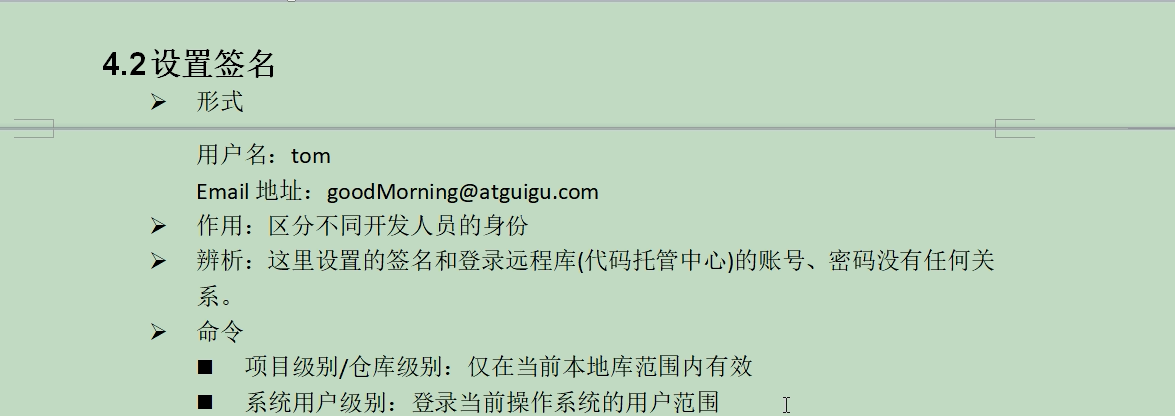 4.2设置签名
➢ 形式
用户名：tom
Email 地址：goodMorning@atguigu.com
➢ 作用：区分不同开发人员的身份
➢ 辨析：这里设置的签名和登录远程库(代码托管中心)的账号、密码没有任何关
系。
➢ 命令
■ 项目级别/仓库级别：仅在当前本地库范围内有效
■ 系统用户级别：登录当前操作系统的用户范围